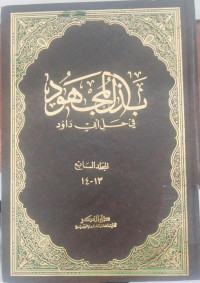 بذل المجهود
في حل أبي داود
المجلد السابع
١٣-١٤